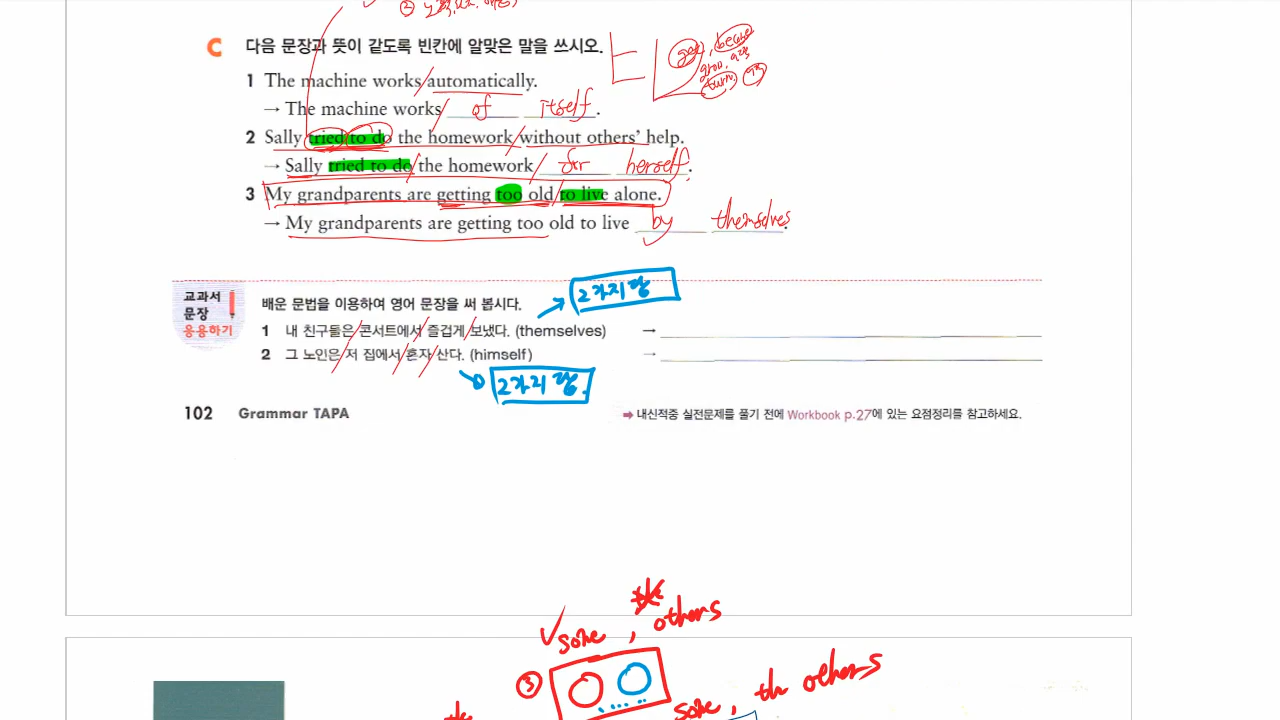 ②
C 다음 문장과 뜻이 같도록 빈칸에 알맞은 말을 쓰시오.
get, become
grow,
turn,
1 The machine works/automatically.
→ The machine works of itself.
2 Sally tried to do the homework/without others' help.
→ Sally tried to do/the homework/for herself.
3 My grandparents are getting too old/to live alone.
→ My grandparents are getting too old to live by themselves.
2가지 답
교과서
문장
응용하기
배운 문법을 이용하여 영어 문장을 써 봅시다.
1 내 친구들은/콘서트에서/즐겁게/보냈다. (themselves) →
2 그 노인은/저 집에서/혼자/산다. (himself) →
2가지 답.
102 Grammar TAPA
➡ 내신적중 실전문제를 풀기 전에 Workbook p.27에 있는 요점정리를 참고하세요.
✓some, others
③
some, the others